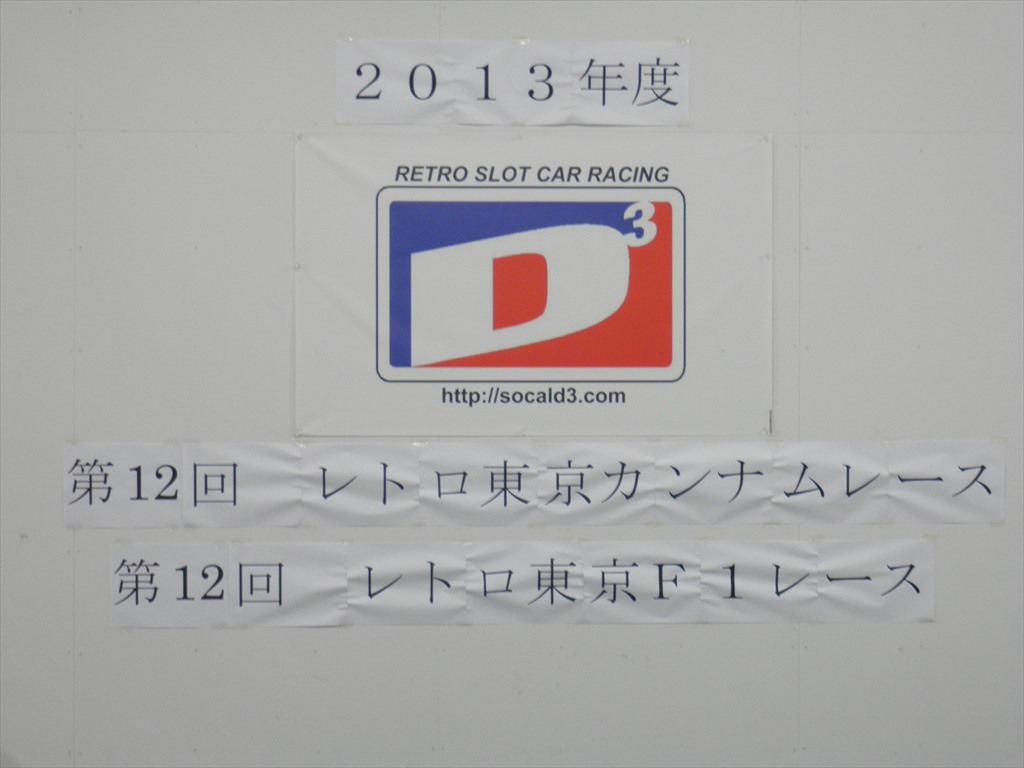 ２０１３年度
RETRO SLOT CAR RACING
D3
http://socald3.com
第12回　レトロ東京カンナムレース
第12回　レトロ東京Ｆ１レース